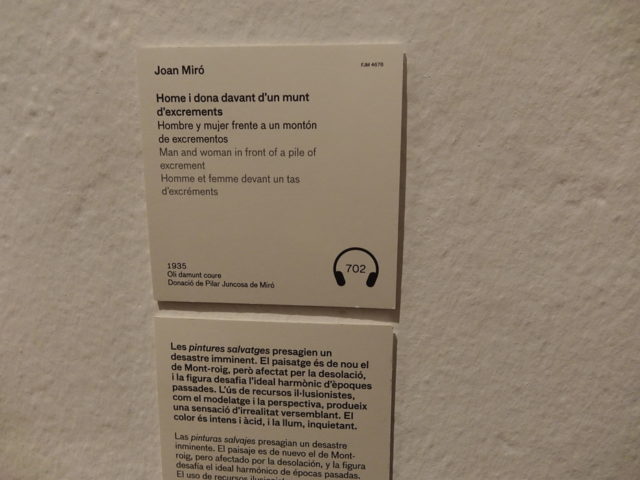 Joan Miró
FJM 4676
Home i dona davant d'un munt
d'excrements
Hombre y mujer frente a un montón
de excrementos
Man and woman in front of a pile of
excrement
Homme et femme devant un tas
d'excréments
1935
Oli damunt coure
Donació de Pilar Juncosa de Miró
702
Les pintures salvatges presagien un
desastre imminent. El paisatge és de nou el
de Mont-roig, però afectat per la desolació,
i la figura desafia l'ideal harmònic d'èpoques
passades. L'ús de recursos il·lusionistes,
com el modelatge i la perspectiva, produeix
una sensació d'irrealitat versemblant. El
color és intens i àcid, i la llum, inquietant.
Las pinturas salvajes presagian un desastre
inminente. El paisaje es de nuevo el de Mont-
roig, pero afectado por la desolación, y la figura
desafía el ideal harmónico de épocas pasadas.
El uso de recursos